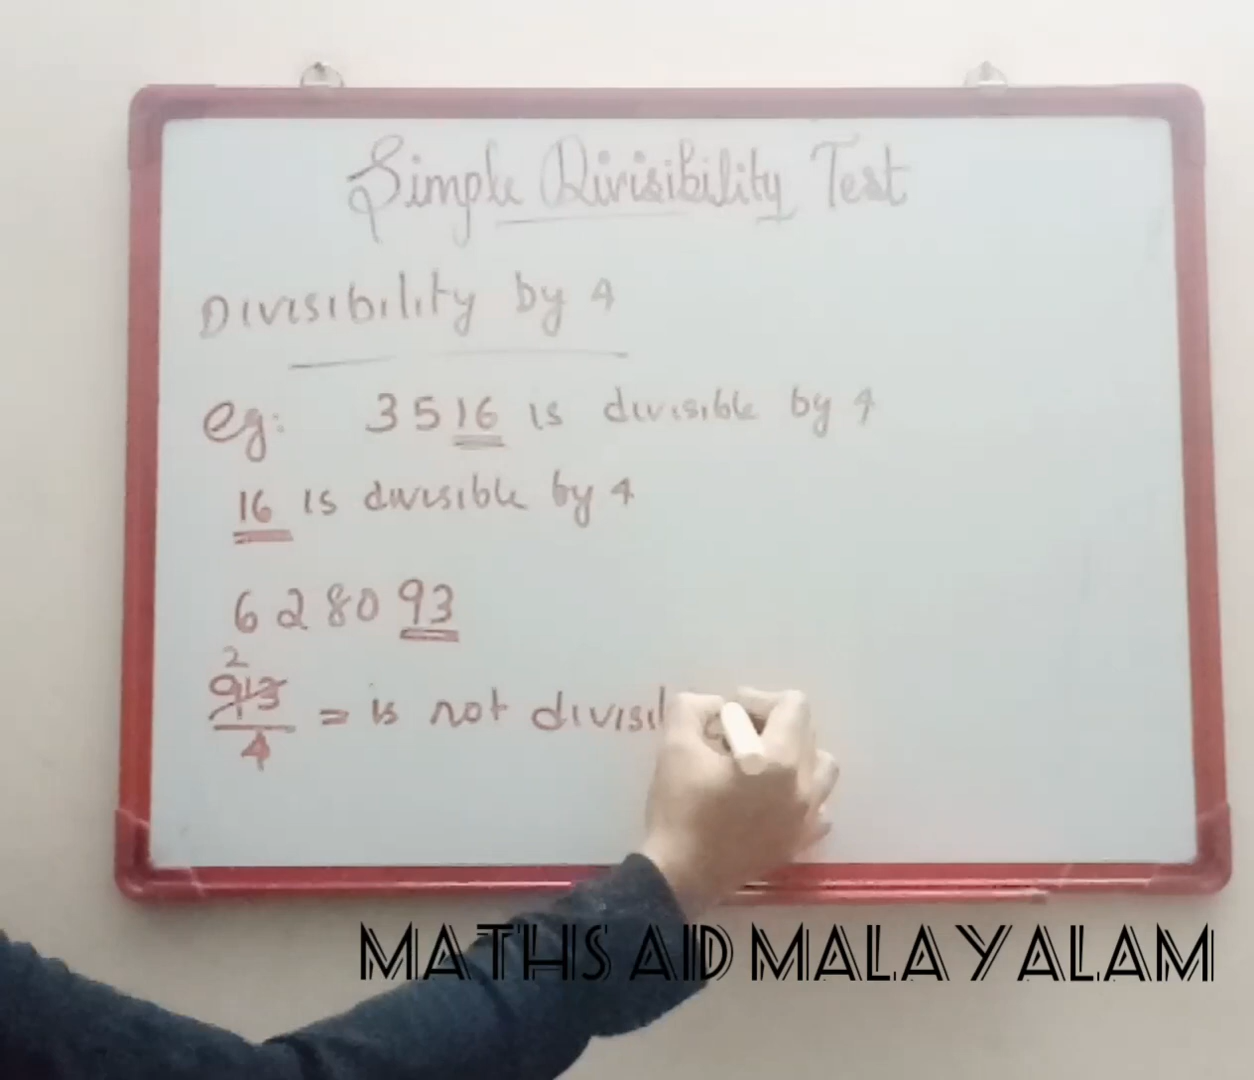 Simple Divisibility Test
Divisibility by 4
eg: 3516 is divisible by 4
16 is divisible by 4
628093
2
913
4 = is not divisi
MATHS AID MALAYALAM